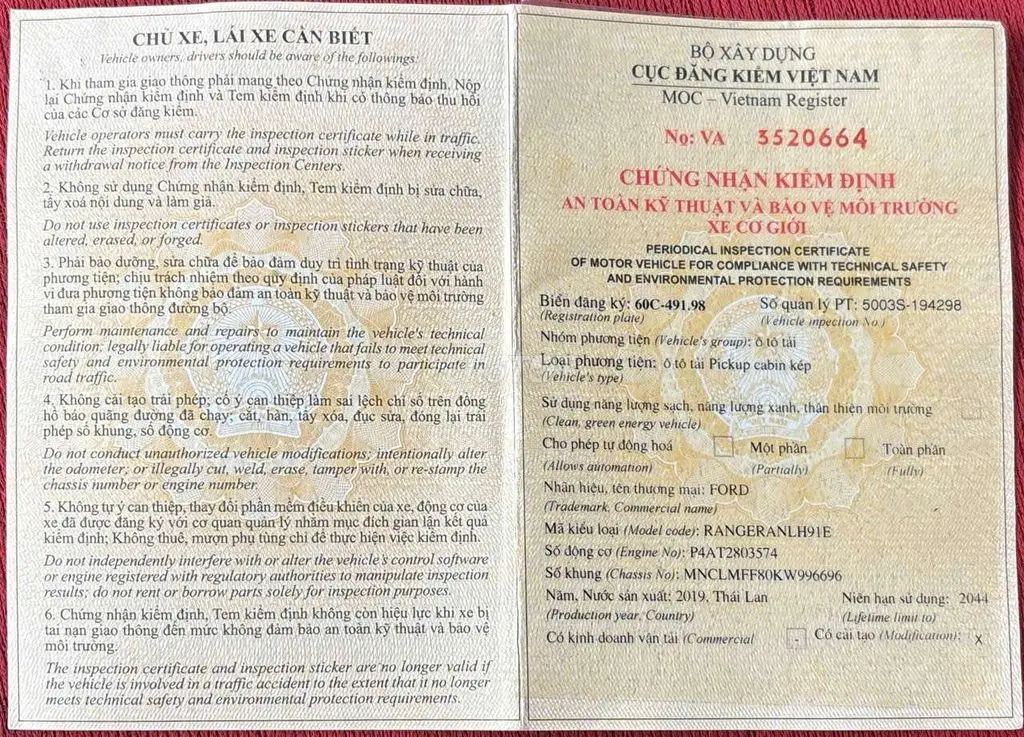 CHỦ XE, LÁI XE CẦN BIẾT
Vehicle owners, drivers should be aware of the followings:
1. Khi tham gia giao thông phải mang theo Chứng nhận kiểm định, Nộp
lại Chứng nhận kiểm định và Tem kiểm định khi có thông báo thu hồi
của các Cơ sở đăng kiểm.
Vehicle operators must carry the inspection certificate while in traffic.
Return the inspection certificate and inspection sticker when receiving
a withdrawal notice from the Inspection Centers.
2. Không sử dụng Chứng nhận kiểm định, Tem kiểm định bị sửa chữa,
tẩy xoá nội dung và làm giả.
Do not use inspection certificates or inspection stickers that have been
altered, erased, or forged.
3. Phải bảo dưỡng, sửa chữa để bảo đảm duy trì tình trạng kỹ thuật của
phương tiện; chịu trách nhiệm theo quy định của pháp luật đối với hành
vi đưa phương tiện không bảo đảm an toàn kỹ thuật và bảo vệ môi trường
tham gia giao thông đường bộ.
Perform maintenance and repairs to maintain the vehicle's technical
condition; legally liable for operating a vehicle that fails to meet technical
safety and environmental protection requirements to participate in
road traffic.
4. Không cải tạo trái phép; cố ý can thiệp làm sai lệch chỉ số trên đồng
hồ báo quãng đường đã chạy; cắt, hàn, tẩy xóa, đục sửa, đóng lại trái
phép số khung, số động cơ.
Do not conduct unauthorized vehicle modifications; intentionally alter
the odometer; or illegally cut, weld, erase, tamper with, or re-stamp the
chassis number or engine number.
5. Không tự ý can thiệp, thay đổi phần mềm điều khiển của xe, động cơ của
xe đã được đăng ký với cơ quan quản lý nhằm mục đích gian lận kết quả
kiểm định; Không thuê, mượn phụ tùng chỉ để thực hiện việc kiểm định.
Do not independently interfere with or alter the vehicle's control software
or engine registered with regulatory authorities to manipulate inspection
results; do not rent or borrow parts solely for inspection purposes.
6. Chứng nhận kiểm định, Tem kiểm định không còn hiệu lực khi xe bị
tai nạn giao thông đến mức không đảm bảo an toàn kỹ thuật và bảo vệ
môi trường.
The inspection certificate and inspection sticker are no longer valid if
the vehicle is involved in a traffic accident to the extent that it no longer
meets technical safety and environmental protection requirements.
BỘ XÂY DỰNG
CỤC ĐĂNG KIỂM VIỆT NAM
MOC – Vietnam Register
No: VA 3520664
CHỨNG NHẬN KIỂM ĐỊNH
AN TOÀN KỸ THUẬT VÀ BẢO VỆ MÔI TRƯỜNG
XE CƠ GIỚI
PERIODICAL INSPECTION CERTIFICATE
OF MOTOR VEHICLE FOR COMPLIANCE WITH TECHNICAL SAFETY
AND ENVIRONMENTAL PROTECTION REQUIREMENTS
Biển đăng ký: 60C-491.98 Số quản lý PT: 5003S-194298
(Registration plate) (Vehicle inpection No.)
Nhóm phương tiện (Vehicle's group): ô tô tải
Loại phương tiện: ô tô tải Pickup cabin kép
(Vehicle's type)
Sử dụng năng lượng sạch, năng lượng xanh, thân thiện môi trường
(Clean, green energy vehicle)
Cho phép tự động hoá Một phần Toàn phần
(Allows automation) (Partially) (Fully)
Nhãn hiệu, tên thương mại: FORD
(Trademark, Commercial name)
Mã kiểu loại (Model code): RANGERANLH91E
Số động cơ (Engine No): P4AT2803574
Số khung (Chassis No): MNCLMFF80KW996696
Năm, Nước sản xuất: 2019, Thái Lan Niên hạn sử dụng: 2044
(Production year, Country) (Lifetime limit to)
Có kinh doanh vận tải (Commercial - Có cải tạo (Modification): X
VIỆT NAM